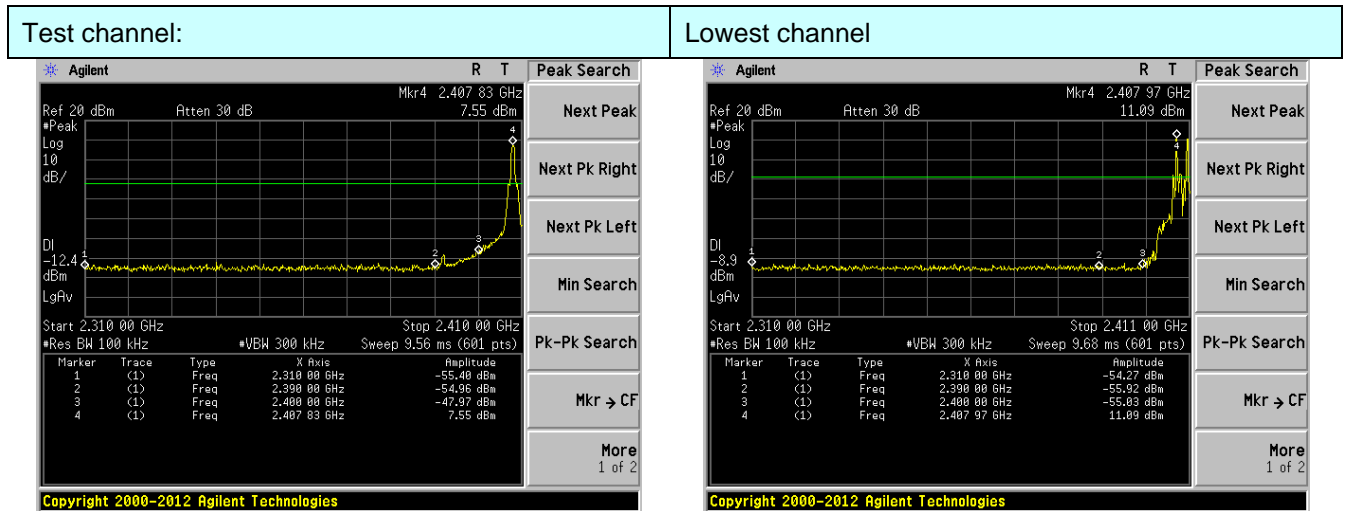 Test channel:
Lowest channel
Agilent R T Peak Search
Mkr4 2.407 83 GHz
Ref 20 dBm Atten 30 dB 7.55 dBm
#Peak
Log
10
dB/
DI
-12.4
dBm
LgAv
1
2
3
4
Start 2.310 00 GHz Stop 2.410 00 GHz
#Res BW 100 kHz #VBW 300 kHz Sweep 9.56 ms (601 pts)
Marker Trace Type X Axis Amplitude
1 (1) Freq 2.310 00 GHz -55.40 dBm
2 (1) Freq 2.390 00 GHz -54.96 dBm
3 (1) Freq 2.400 00 GHz -47.97 dBm
4 (1) Freq 2.407 83 GHz 7.55 dBm
Next Peak
Next Pk Right
Next Pk Left
Min Search
Pk-Pk Search
Mkr → CF
More
1 of 2
Copyright 2000-2012 Agilent Technologies
Agilent R T Peak Search
Mkr4 2.407 97 GHz
Ref 20 dBm Atten 30 dB 11.09 dBm
#Peak
Log
10
dB/
DI
-8.9
dBm
LgAv
1
2
3
4
Start 2.310 00 GHz Stop 2.411 00 GHz
#Res BW 100 kHz #VBW 300 kHz Sweep 9.68 ms (601 pts)
Marker Trace Type X Axis Amplitude
1 (1) Freq 2.310 00 GHz -54.27 dBm
2 (1) Freq 2.390 00 GHz -55.92 dBm
3 (1) Freq 2.400 00 GHz -55.03 dBm
4 (1) Freq 2.407 97 GHz 11.09 dBm
Next Peak
Next Pk Right
Next Pk Left
Min Search
Pk-Pk Search
Mkr → CF
More
1 of 2
Copyright 2000-2012 Agilent Technologies